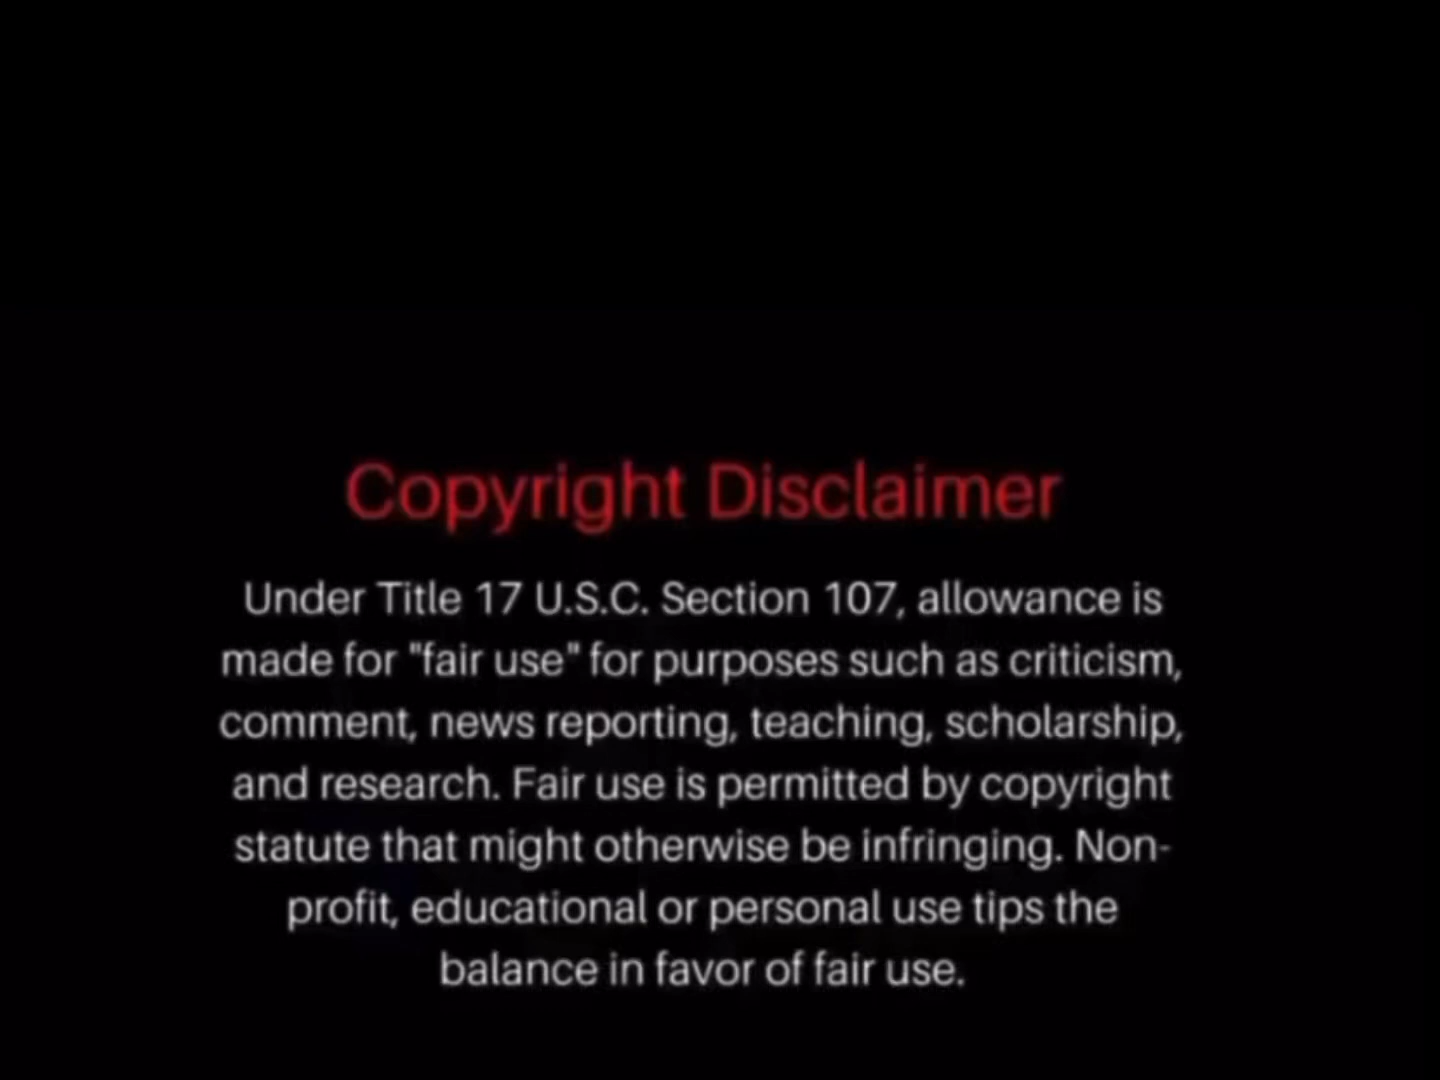 Copyright Disclaimer
Under Title 17 U.S.C. Section 107, allowance is
made for "fair use" for purposes such as criticism,
comment, news reporting, teaching, scholarship,
and research. Fair use is permitted by copyright
statute that might otherwise be infringing. Non-
profit, educational or personal use tips the
balance in favor of fair use.